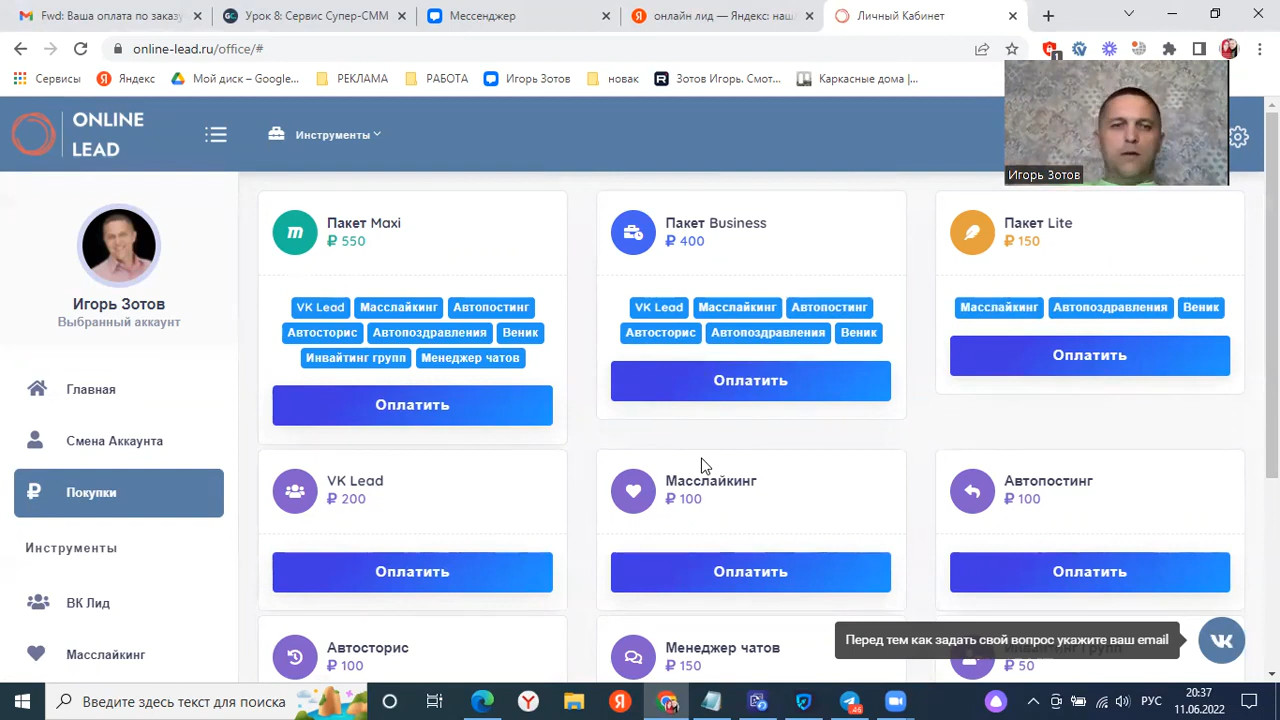 Fwd: Ваша оплата по заказу
Урок 8: Сервис Супер-СММ
Мессенджер
онлайн лид — Яндекс: наш
Личный Кабинет
online-lead.ru/office/#
1
Сервисы
Яндекс
Мой диск – Google...
РЕКЛАМА
РАБОТА
Игорь Зотов
новак
Зотов Игорь. Смот...
Каркасные дома |...
ONLINE
LEAD
Инструменты
Игорь Зотов
Игорь Зотов
Выбранный аккаунт
Главная
Смена Аккаунта
Покупки
Инструменты
ВК Лид
Масслайкинг
Пакет Maxi
₽ 550
VK Lead Масслайкинг Автопостинг
Автосторис Автопоздравления Веник
Инвайтинг групп Менеджер чатов
Оплатить
Пакет Business
₽ 400
VK Lead Масслайкинг Автопостинг
Автосторис Автопоздравления Веник
Оплатить
Пакет Lite
₽ 150
Масслайкинг Автопоздравления Веник
Оплатить
VK Lead
₽ 200
Оплатить
Масслайкинг
₽ 100
Оплатить
Автопостинг
₽ 100
Оплатить
Автосторис
₽ 100
Менеджер чатов
₽ 150
₽ 50
Перед тем как задать свой вопрос укажите ваш email
Введите здесь текст для поиска
46
РУС
20:37
11.06.2022